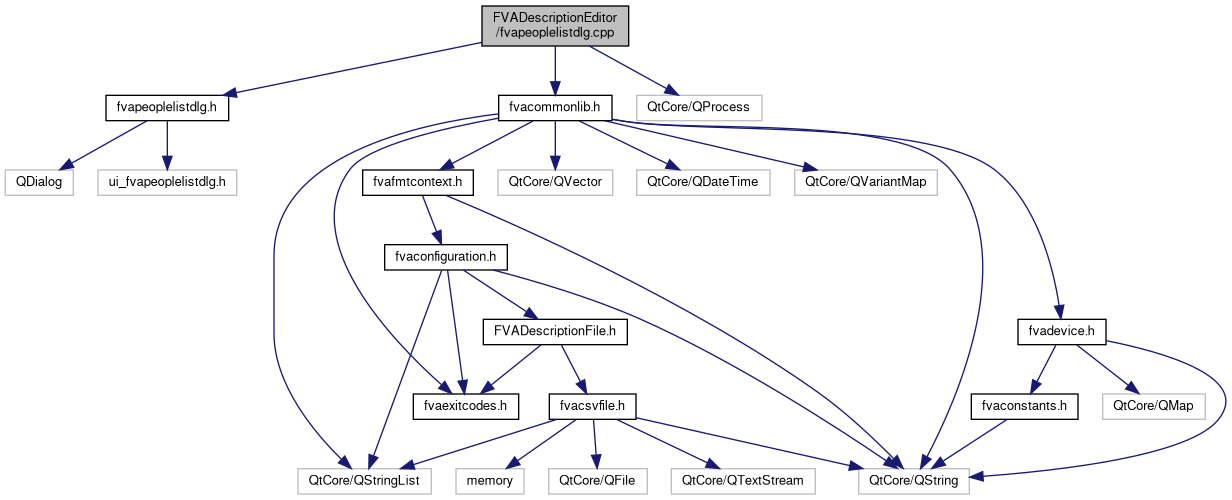 FVADescriptionEditor
/fvapeoplelistdlg.cpp
fvapeoplelistdlg.h
fvacommonlib.h
QtCore/QProcess
QDialog
ui_fvapeoplelistdlg.h
fvafmtcontext.h
QtCore/QVector
QtCore/QDateTime
QtCore/QVariantMap
fvaconfiguration.h
FVADescriptionFile.h
fvadevice.h
fvaexitcodes.h
fvacsvfile.h
fvaconstants.h
QtCore/QMap
QtCore/QStringList
memory
QtCore/QFile
QtCore/QTextStream
QtCore/QString